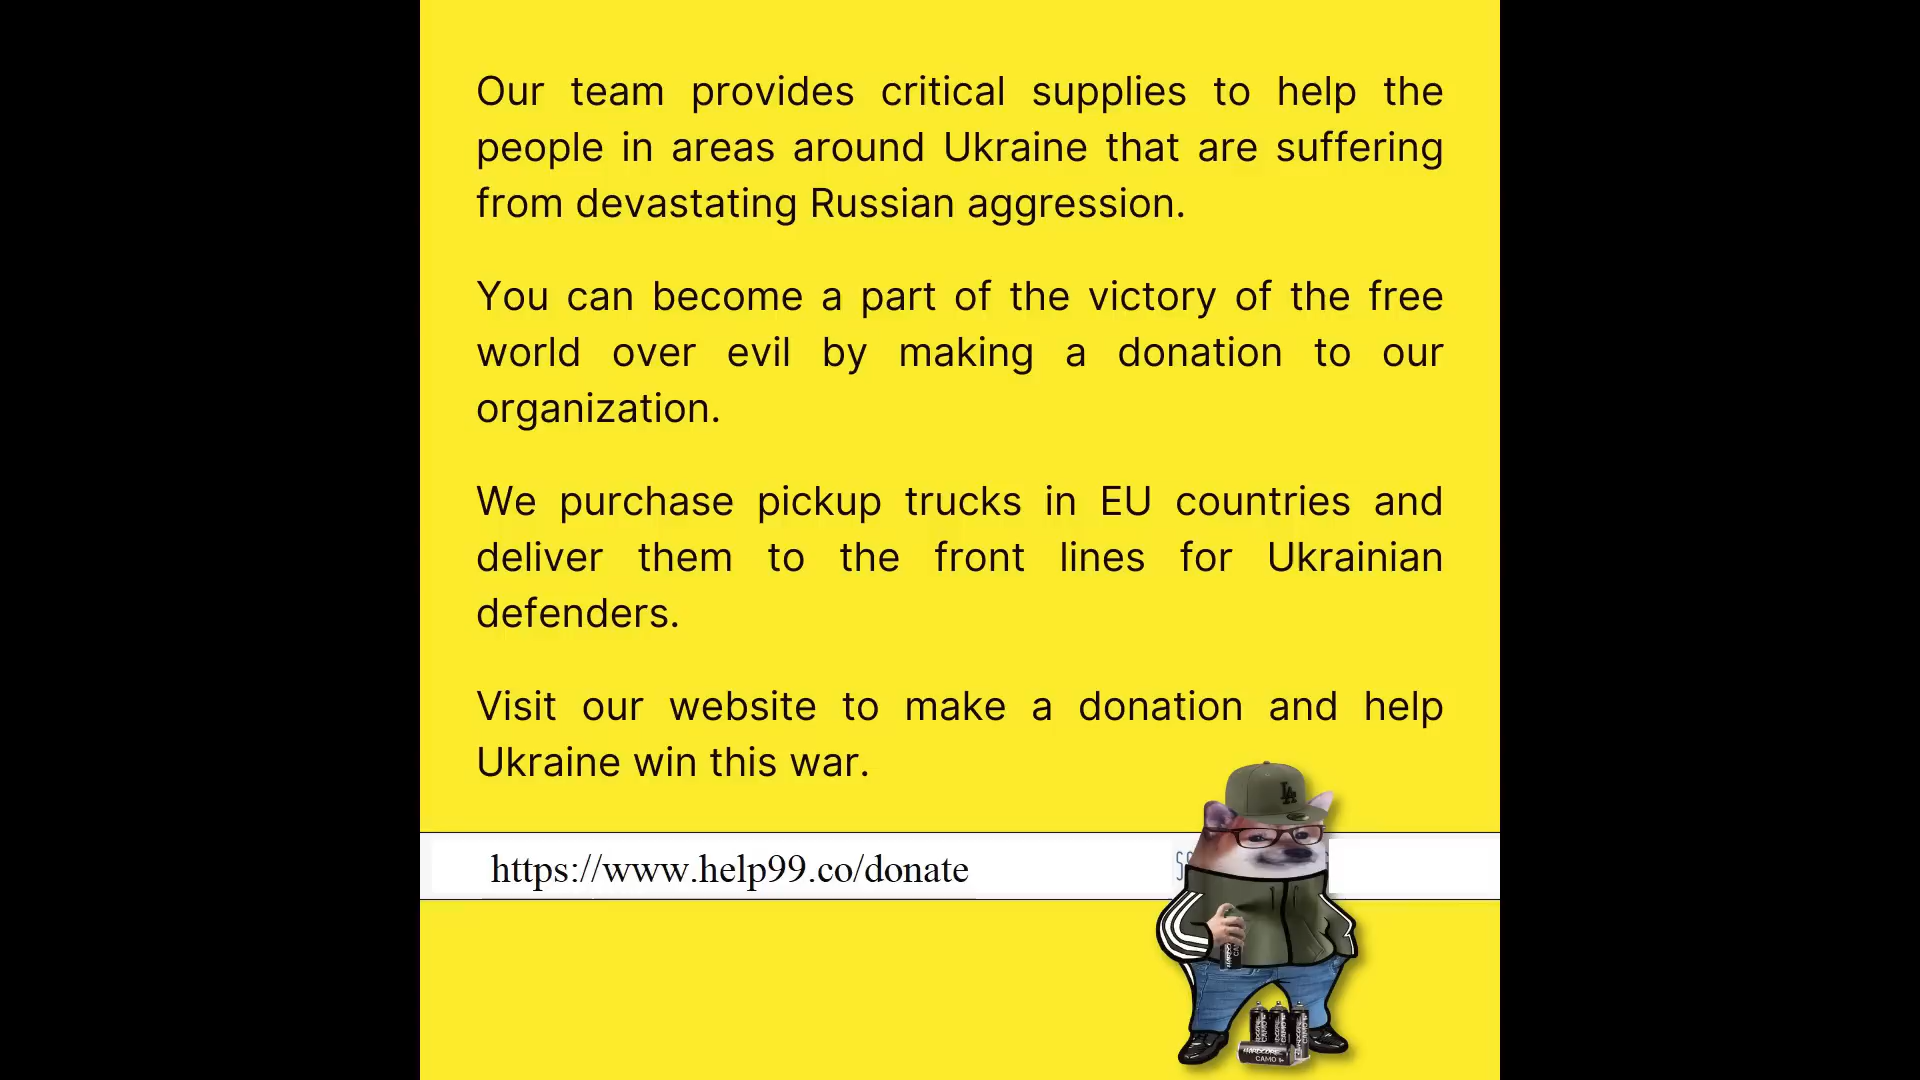 Our team provides critical supplies to help the
people in areas around Ukraine that are suffering
from devastating Russian aggression.
You can become a part of the victory of the free
world over evil by making a donation to our
organization.
We purchase pickup trucks in EU countries and
deliver them to the front lines for Ukrainian
defenders.
Visit our website to make a donation and help
Ukraine win this war.
LA
https://www.help99.co/donate
HARDCORE
CAMO